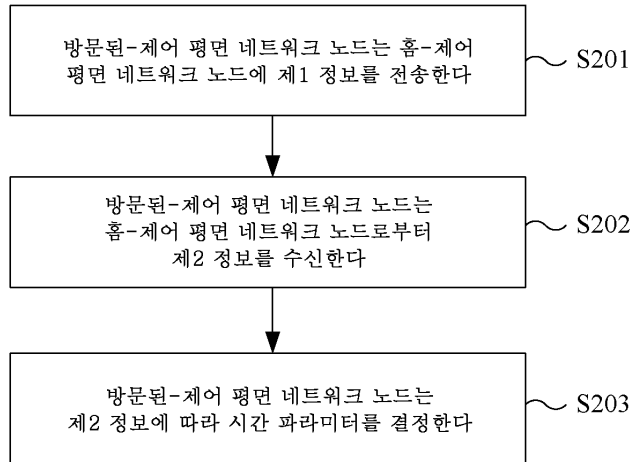 방문된-제어 평면 네트워크 노드는 홈-제어
평면 네트워크 노드에 제1 정보를 전송한다
S201
방문된-제어 평면 네트워크 노드는
홈-제어 평면 네트워크 노드로부터
제2 정보를 수신한다
S202
방문된-제어 평면 네트워크 노드는
제2 정보에 따라 시간 파라미터를 결정한다
S203